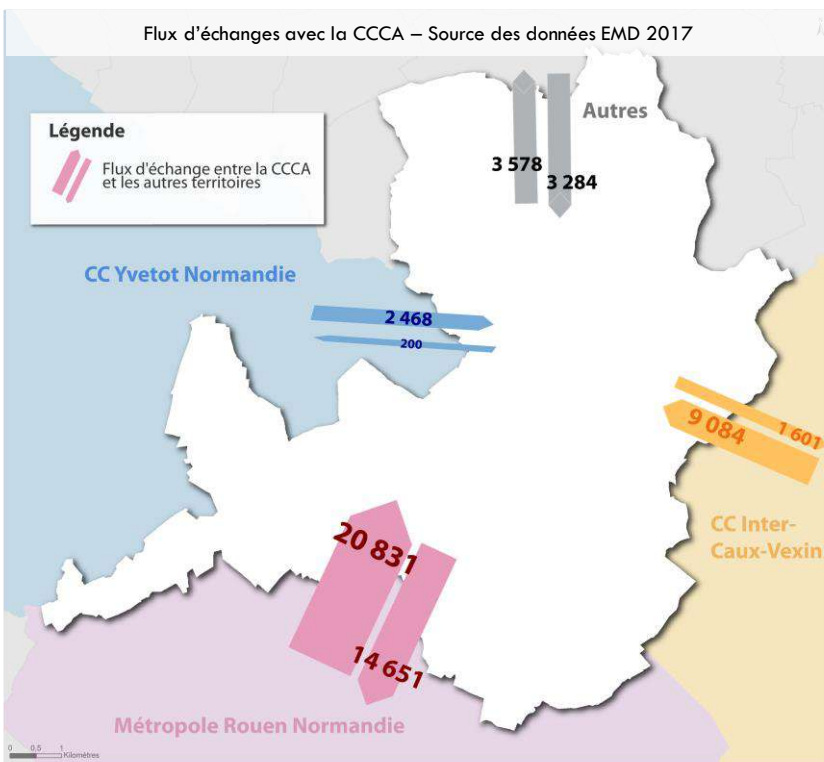 Flux d'échanges avec la CCCA – Source des données EMD 2017
Légende
Flux d'échange entre la CCCA
et les autres territoires
Autres
3 578
3 284
CC Yvetot Normandie
2 468
200
9 084
1 601
CC Inter-
Caux-Vexin
20 831
14 651
Métropole Rouen Normandie
0 0,5 1
Kilomètres